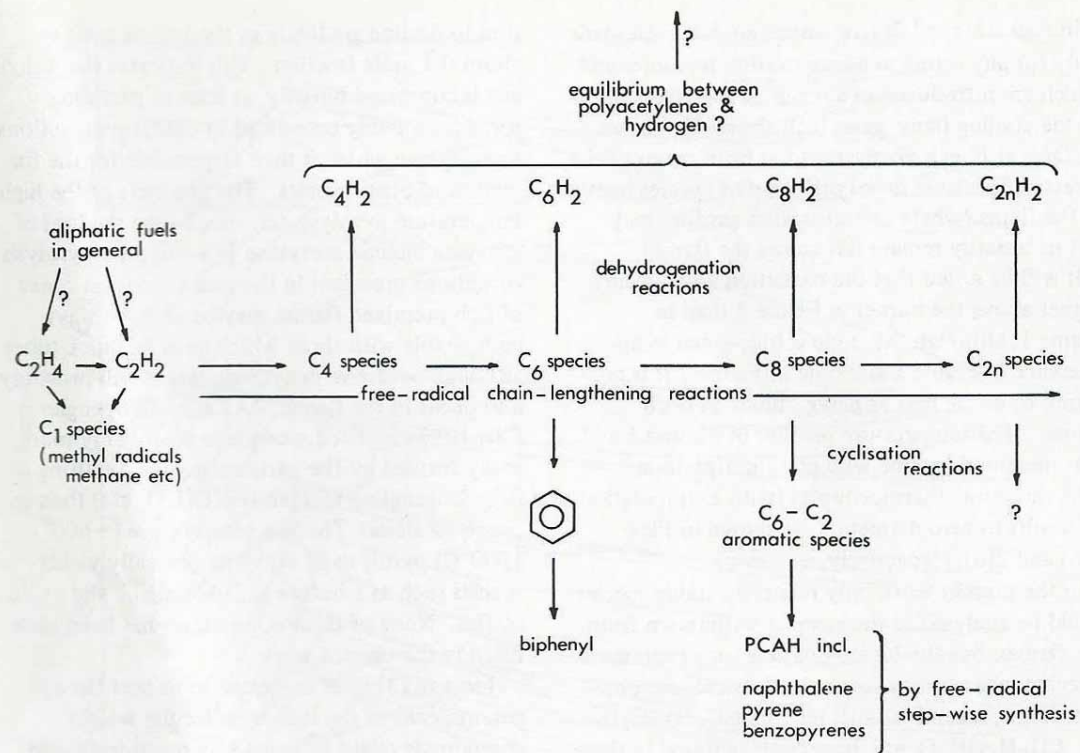 ?
equilibrium between
polyacetylenes &
hydrogen ?
C4H2 C6H2 C8H2 C2nH2
aliphatic fuels
in general
? ?
dehydrogenation
reactions
C2H4 C2H2 C4 species C6 species C8 species C2n species
free-radical chain-lengthening reactions
C1 species
(methyl radicals
methane etc)
cyclisation
reactions
C6-C2
aromatic species
?
biphenyl
PCAH incl.
naphthalene
pyrene
benzopyrenes
by free-radical
step-wise synthesis